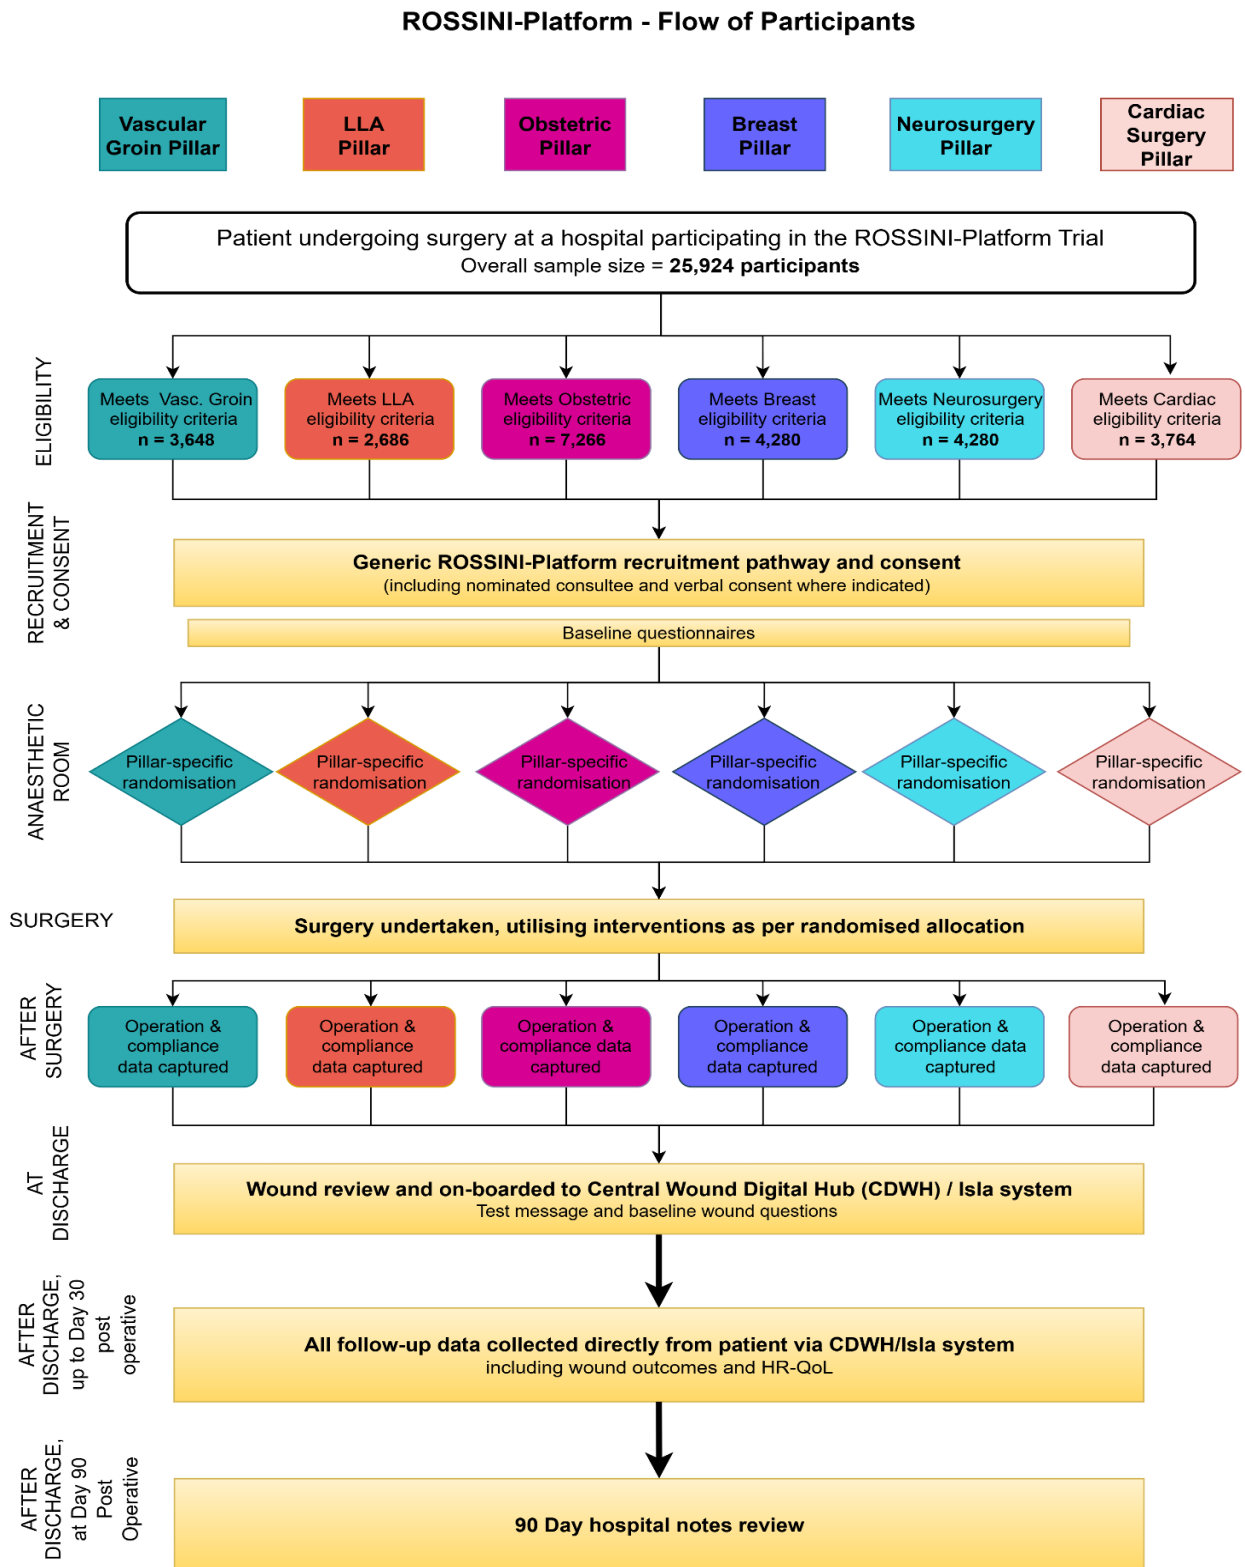 ROSSINI-Platform - Flow of Participants
Vascular
Groin Pillar
LLA
Pillar
Obstetric
Pillar
Breast
Pillar
Neurosurgery
Pillar
Cardiac
Surgery
Pillar
Patient undergoing surgery at a hospital participating in the ROSSINI-Platform Trial
Overall sample size = 25,924 participants
ELIGIBILITY
Meets Vasc. Groin
eligibility criteria
n = 3,648
Meets LLA
eligibility criteria
n = 2,686
Meets Obstetric
eligibility criteria
n = 7,266
Meets Breast
eligibility criteria
n = 4,280
Meets Neurosurgery
eligibility criteria
n = 4,280
Meets Cardiac
eligibility criteria
n = 3,764
RECRUITMENT
& CONSENT
Generic ROSSINI-Platform recruitment pathway and consent
(including nominated consultee and verbal consent where indicated)
Baseline questionnaires
ANAESTHETIC
ROOM
Pillar-specific
randomisation
Pillar-specific
randomisation
Pillar-specific
randomisation
Pillar-specific
randomisation
Pillar-specific
randomisation
Pillar-specific
randomisation
SURGERY
Surgery undertaken, utilising interventions as per randomised allocation
AFTER
SURGERY
Operation &
compliance
data captured
Operation &
compliance
data captured
Operation &
compliance data
captured
Operation &
compliance
data captured
Operation &
compliance data
captured
Operation &
compliance
data captured
AT
DISCHARGE
Wound review and on-boarded to Central Wound Digital Hub (CDWH) / Isla system
Test message and baseline wound questions
AFTER
DISCHARGE,
up to Day 30
post
operative
All follow-up data collected directly from patient via CDWH/Isla system
including wound outcomes and HR-QoL
AFTER
DISCHARGE,
at Day 90
Post
Operative
90 Day hospital notes review